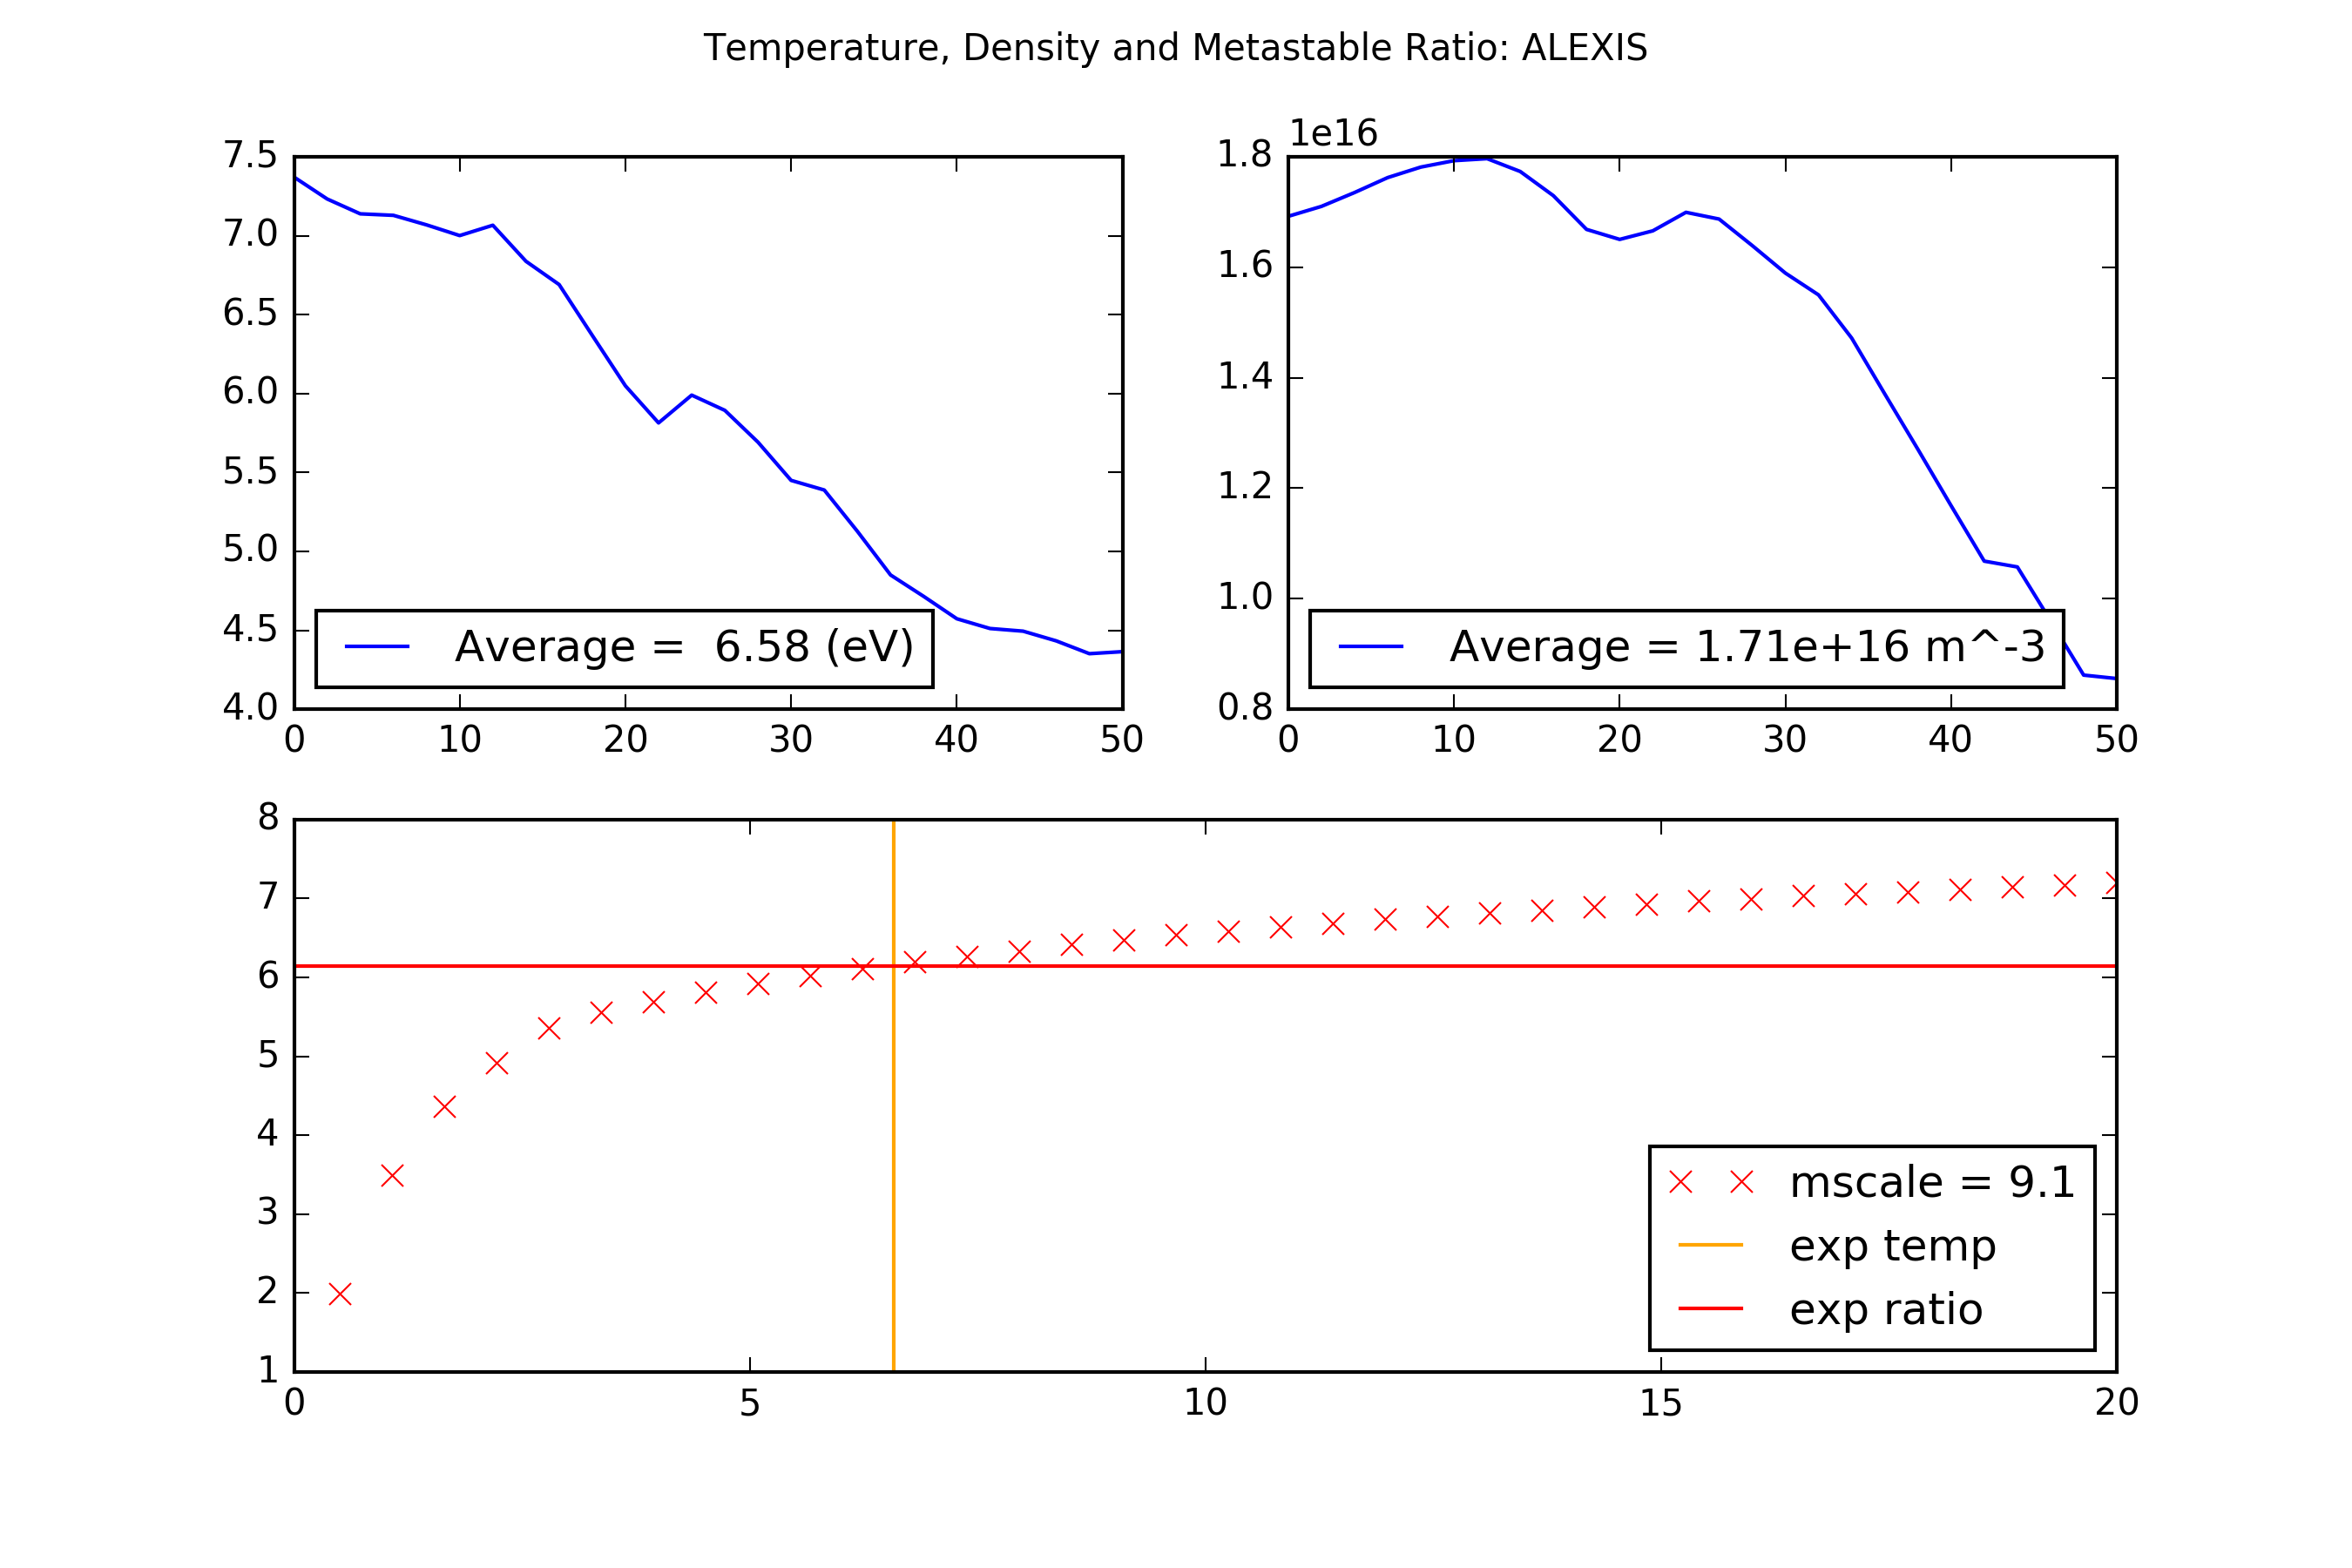 Temperature, Density and Metastable Ratio: ALEXIS
7.5
7.0
6.5
6.0
5.5
5.0
4.5
4.0
0 10 20 30 40 50
Average =  6.58 (eV)
1e16
1.8
1.6
1.4
1.2
1.0
0.8
0 10 20 30 40 50
Average = 1.71e+16 m^-3
8
7
6
5
4
3
2
1
0 5 10 15 20
mscale = 9.1
exp temp
exp ratio